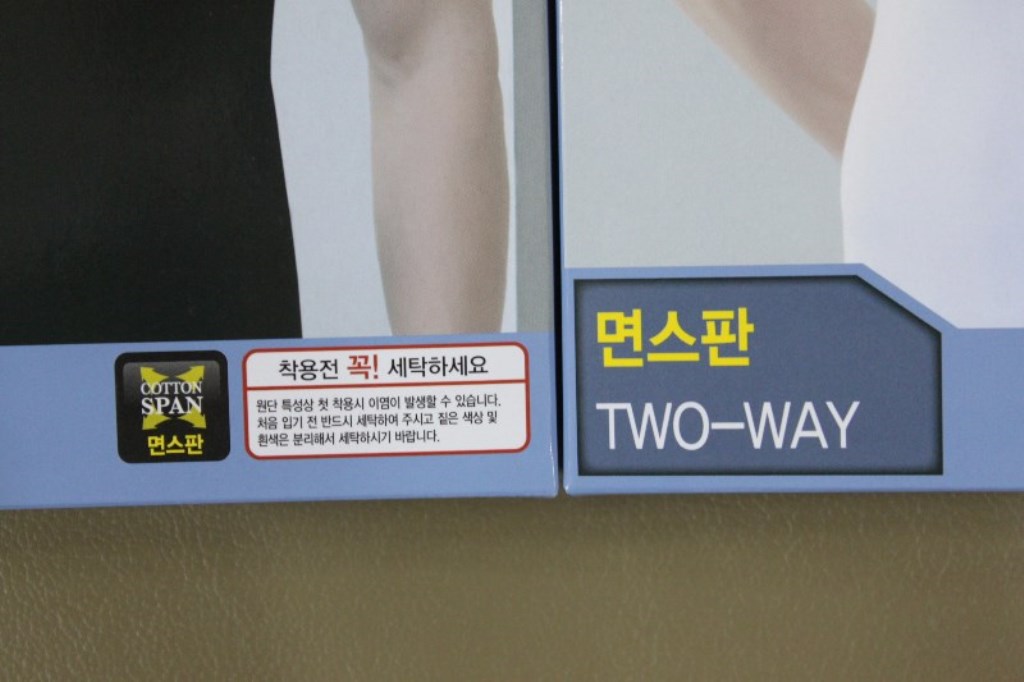 COTTON
SPAN
면스판
착용전 꼭! 세탁하세요
원단 특성상 첫 착용시 이염이 발생할 수 있습니다.
처음 입기 전 반드시 세탁하여 주시고 짙은 색상 및
흰색은 분리해서 세탁하시기 바랍니다.
면스판
TWO-WAY